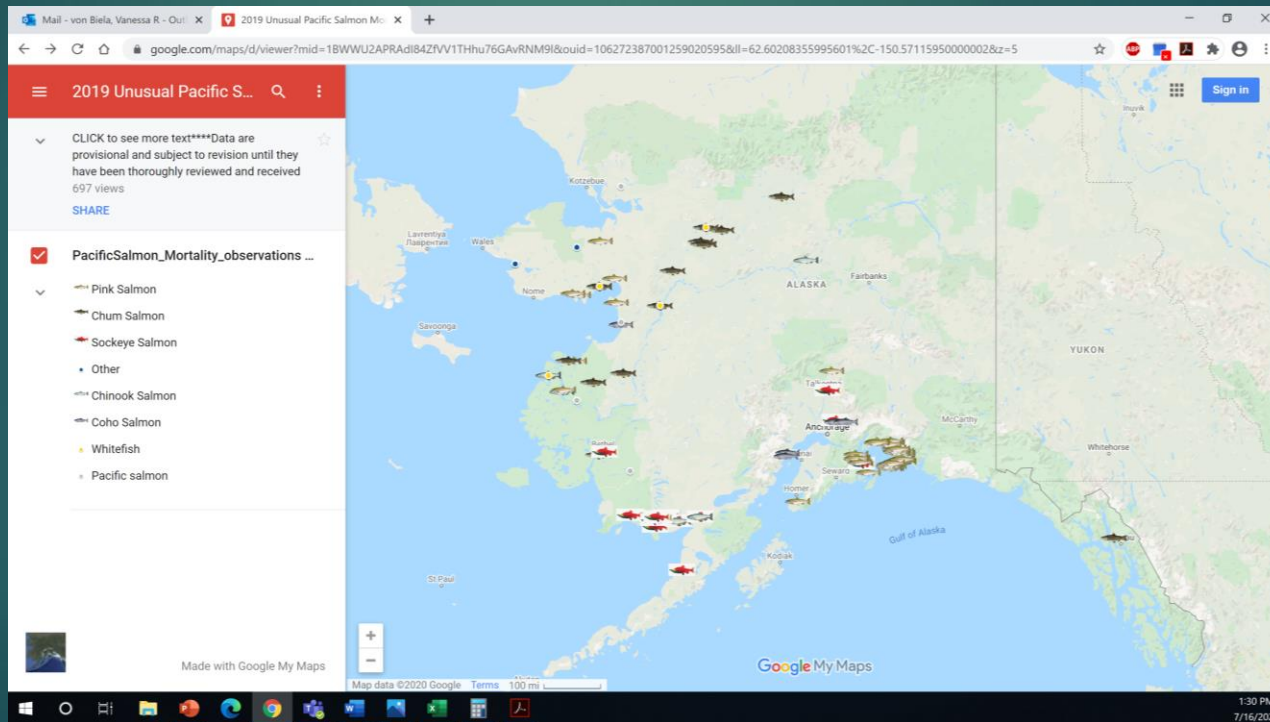 Mail - von Biela, Vanessa R - Out
2019 Unusual Pacific Salmon Mo
google.com/maps/d/viewer?mid=1BWWU2APRAdI84ZfVV1THhu76GAvRNM9I&ouid=106272387001259020595&ll=62.60208355995601%2C-150.57115950000002&z=5
ABP
2019 Unusual Pacific S...
Sign in
CLICK to see more text****Data are
provisional and subject to revision until they
have been thoroughly reviewed and received
697 views
SHARE
PacificSalmon_Mortality_observations ...
Pink Salmon
Chum Salmon
Sockeye Salmon
Other
Chinook Salmon
Coho Salmon
Whitefish
Pacific salmon
Made with Google My Maps
Inuvik
Kotzebue
Lavrentiya
Лаврентия
Wales
Nome
Savoonga
ALASKA
Fairbanks
YUKON
McCarthy
Anchorage
Whitehorse
Homer
Gulf of Alaska
Kodiak
St Paul
Google My Maps
Map data ©2020 Google
Terms
100 mi
1:30 PM
7/16/20